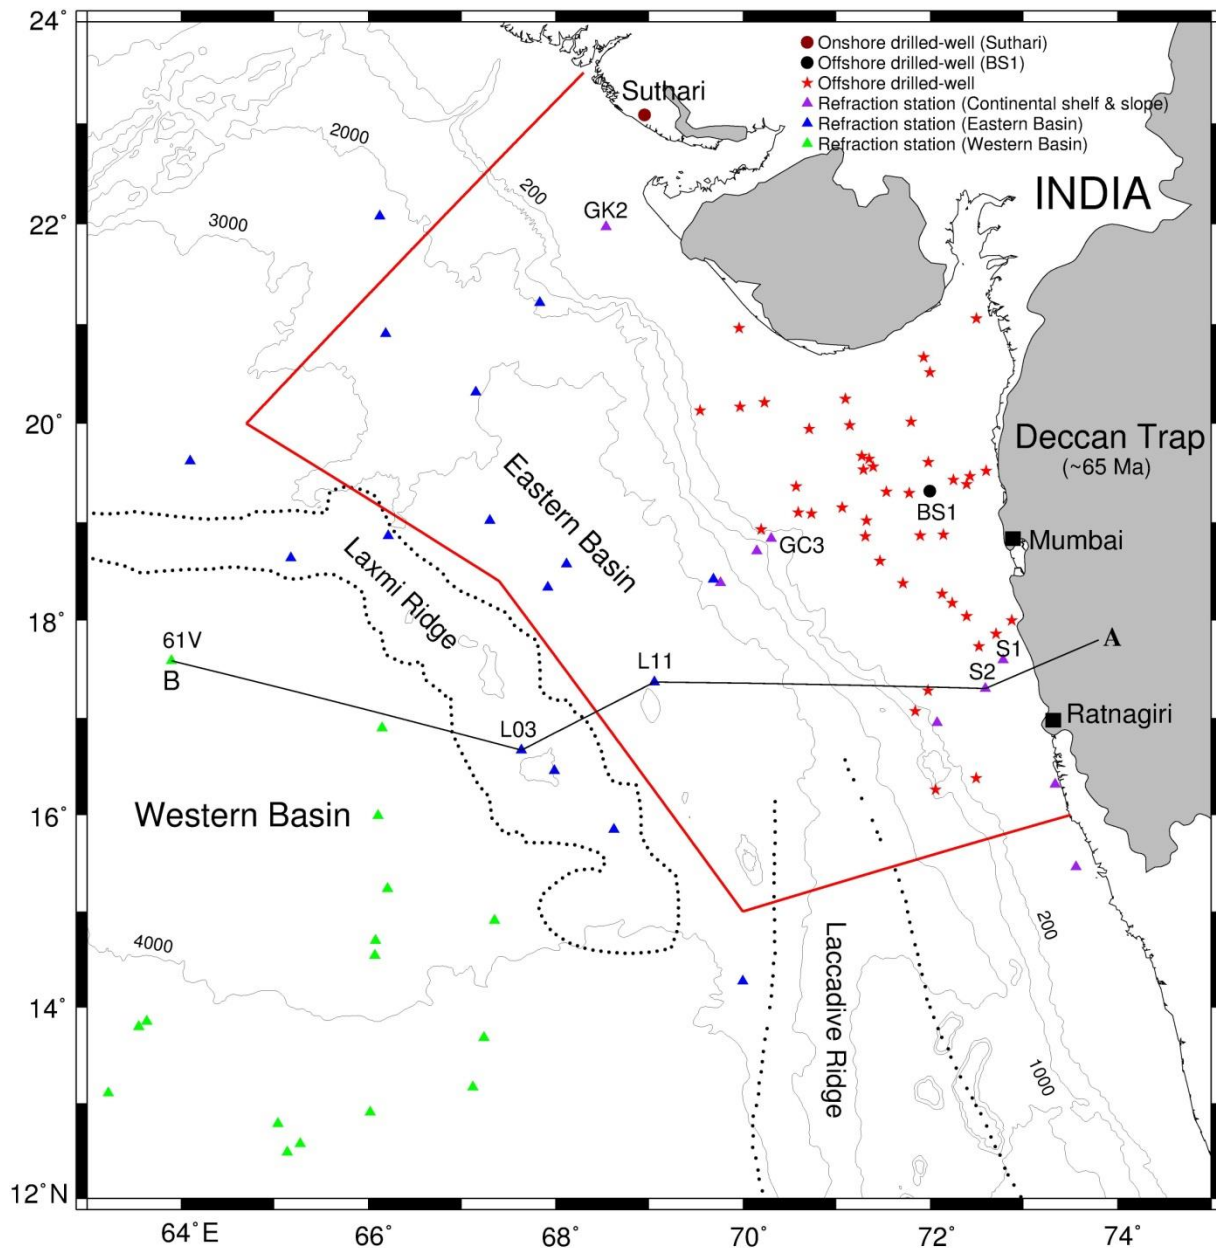 24°
Onshore drilled-well (Suthari)
Offshore drilled-well (BS1)
Offshore drilled-well
Refraction station (Continental shelf & slope)
Refraction station (Eastern Basin)
Refraction station (Western Basin)
Suthari
2000
200
INDIA
3000
GK2
22°
20°
Deccan Trap
(~65 Ma)
Eastern Basin
BS1
GC3
Mumbai
Laxmi Ridge
18°
61V
B
L11
S1
S2
A
L03
Ratnagiri
16°
Western Basin
4000
200
Laccadive Ridge
14°
1000
12°N
64°E
66°
68°
70°
72°
74°